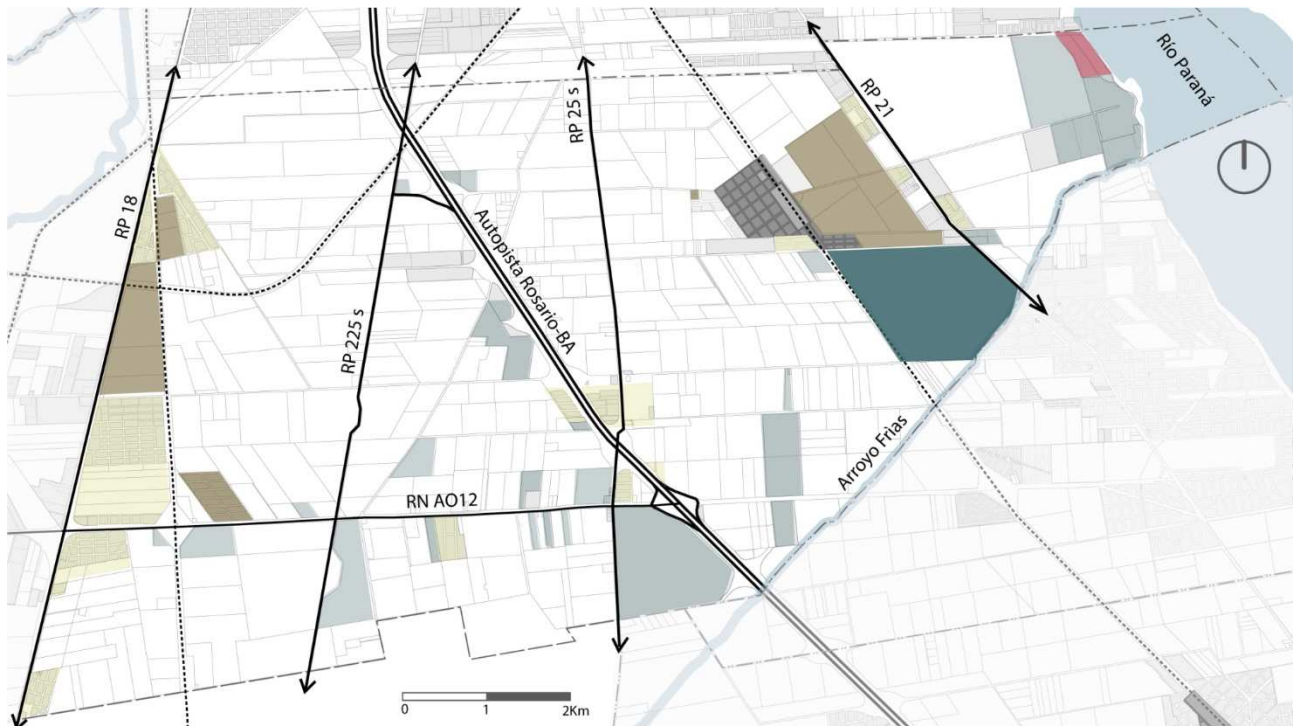 RP 18
RP 225 s
Autopista Rosario-BA
RP 25 s
RP 21
Río Paraná
Arroyo Frias
RN AO12
0 1 2Km